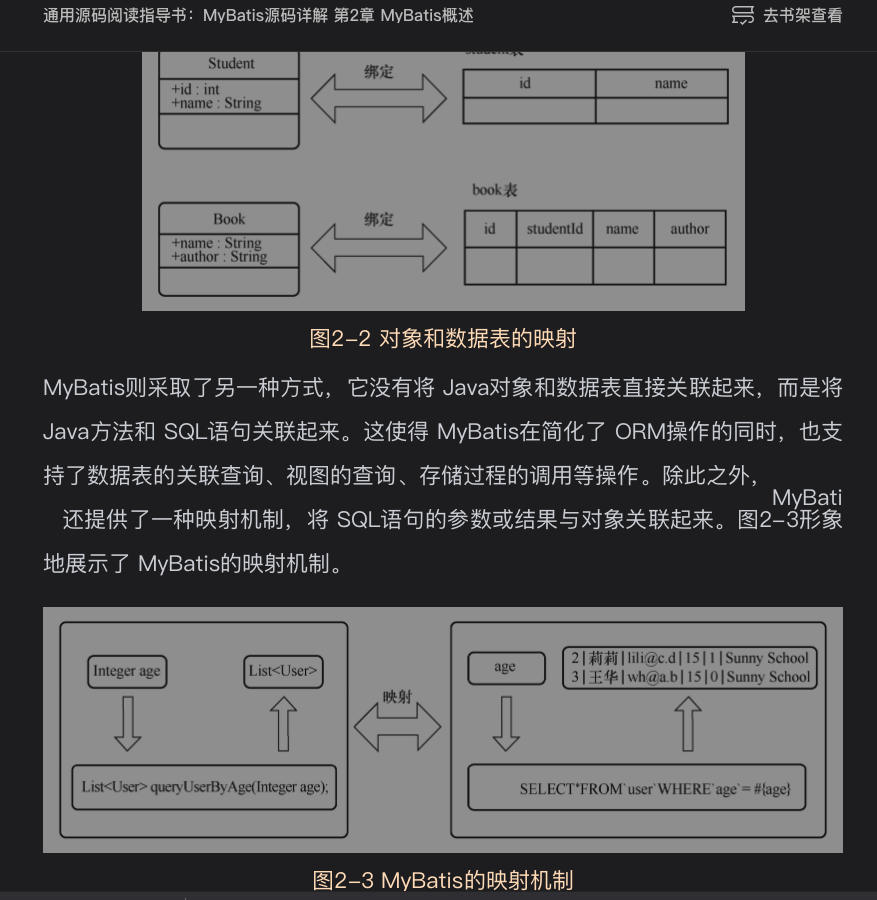 通用源码阅读指导书：MyBatis源码详解 第2章 MyBatis概述
去书架查看
Student
+id : int
+name : String
绑定
student表
id name
book表
Book
+name : String
+author : String
绑定
id studentId name author
图2-2 对象和数据表的映射
MyBatis则采取了另一种方式，它没有将 Java对象和数据表直接关联起来，而是将
Java方法和 SQL语句关联起来。这使得 MyBatis在简化了 ORM操作的同时，也支
持了数据表的关联查询、视图的查询、存储过程的调用等操作。除此之外，
MyBati
还提供了一种映射机制，将 SQL语句的参数或结果与对象关联起来。图2-3形象
地展示了 MyBatis的映射机制。
Integer age
List<User>
List<User> queryUserByAge(Integer age);
映射
age
2|莉莉|lili@c.d|15|1|Sunny School
3|王华|wh@a.b|15|0|Sunny School
SELECT*FROM`user`WHERE`age`= #{age}
图2-3 MyBatis的映射机制